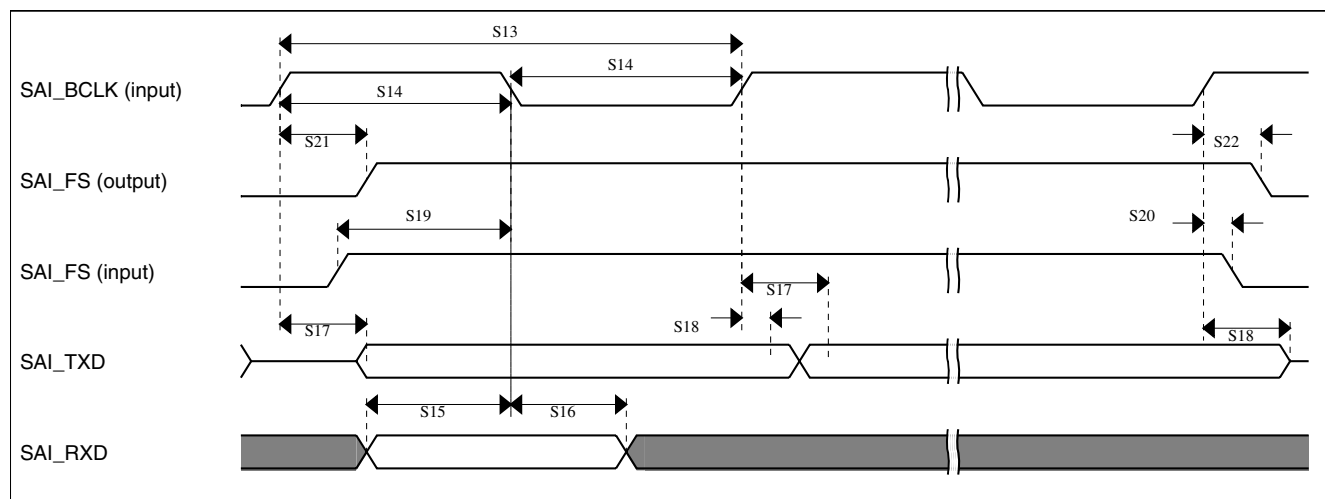 S13
SAI_BCLK (input)
S14
S14
S21
S22
SAI_FS (output)
S19
S20
SAI_FS (input)
S17
S17
S18
S18
SAI_TXD
S15
S16
SAI_RXD